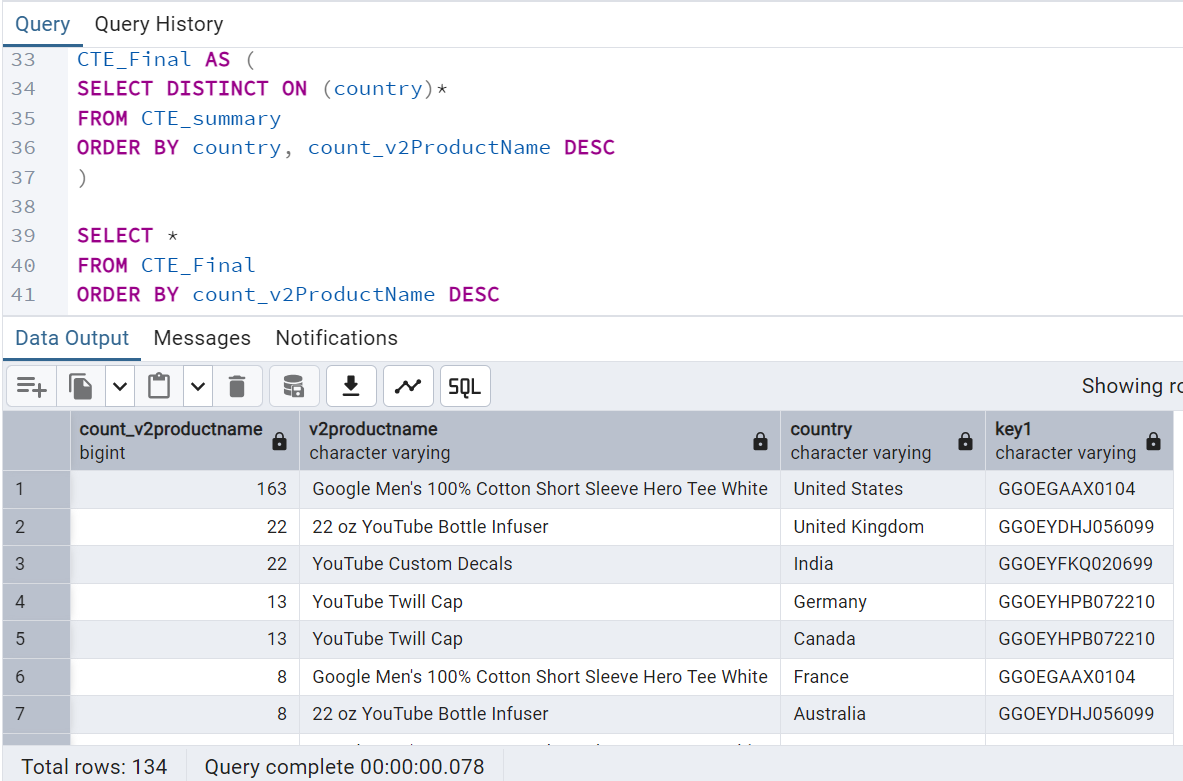 Query Query History
33 CTE_Final AS (
34 SELECT DISTINCT ON (country)*
35 FROM CTE_summary
36 ORDER BY country, count_v2ProductName DESC
37 )
38
39 SELECT *
40 FROM CTE_Final
41 ORDER BY count_v2ProductName DESC
Data Output Messages Notifications
SQL Showing ro
count_v2productname v2productname country key1
bigint character varying character varying character varying
1 163 Google Men's 100% Cotton Short Sleeve Hero Tee White United States GGOEGAAX0104
2 22 22 oz YouTube Bottle Infuser United Kingdom GGOEYDHJ056099
3 22 YouTube Custom Decals India GGOEYFKQ020699
4 13 YouTube Twill Cap Germany GGOEYHPB072210
5 13 YouTube Twill Cap Canada GGOEYHPB072210
6 8 Google Men's 100% Cotton Short Sleeve Hero Tee White France GGOEGAAX0104
7 8 22 oz YouTube Bottle Infuser Australia GGOEYDHJ056099
Total rows: 134 Query complete 00:00:00.078